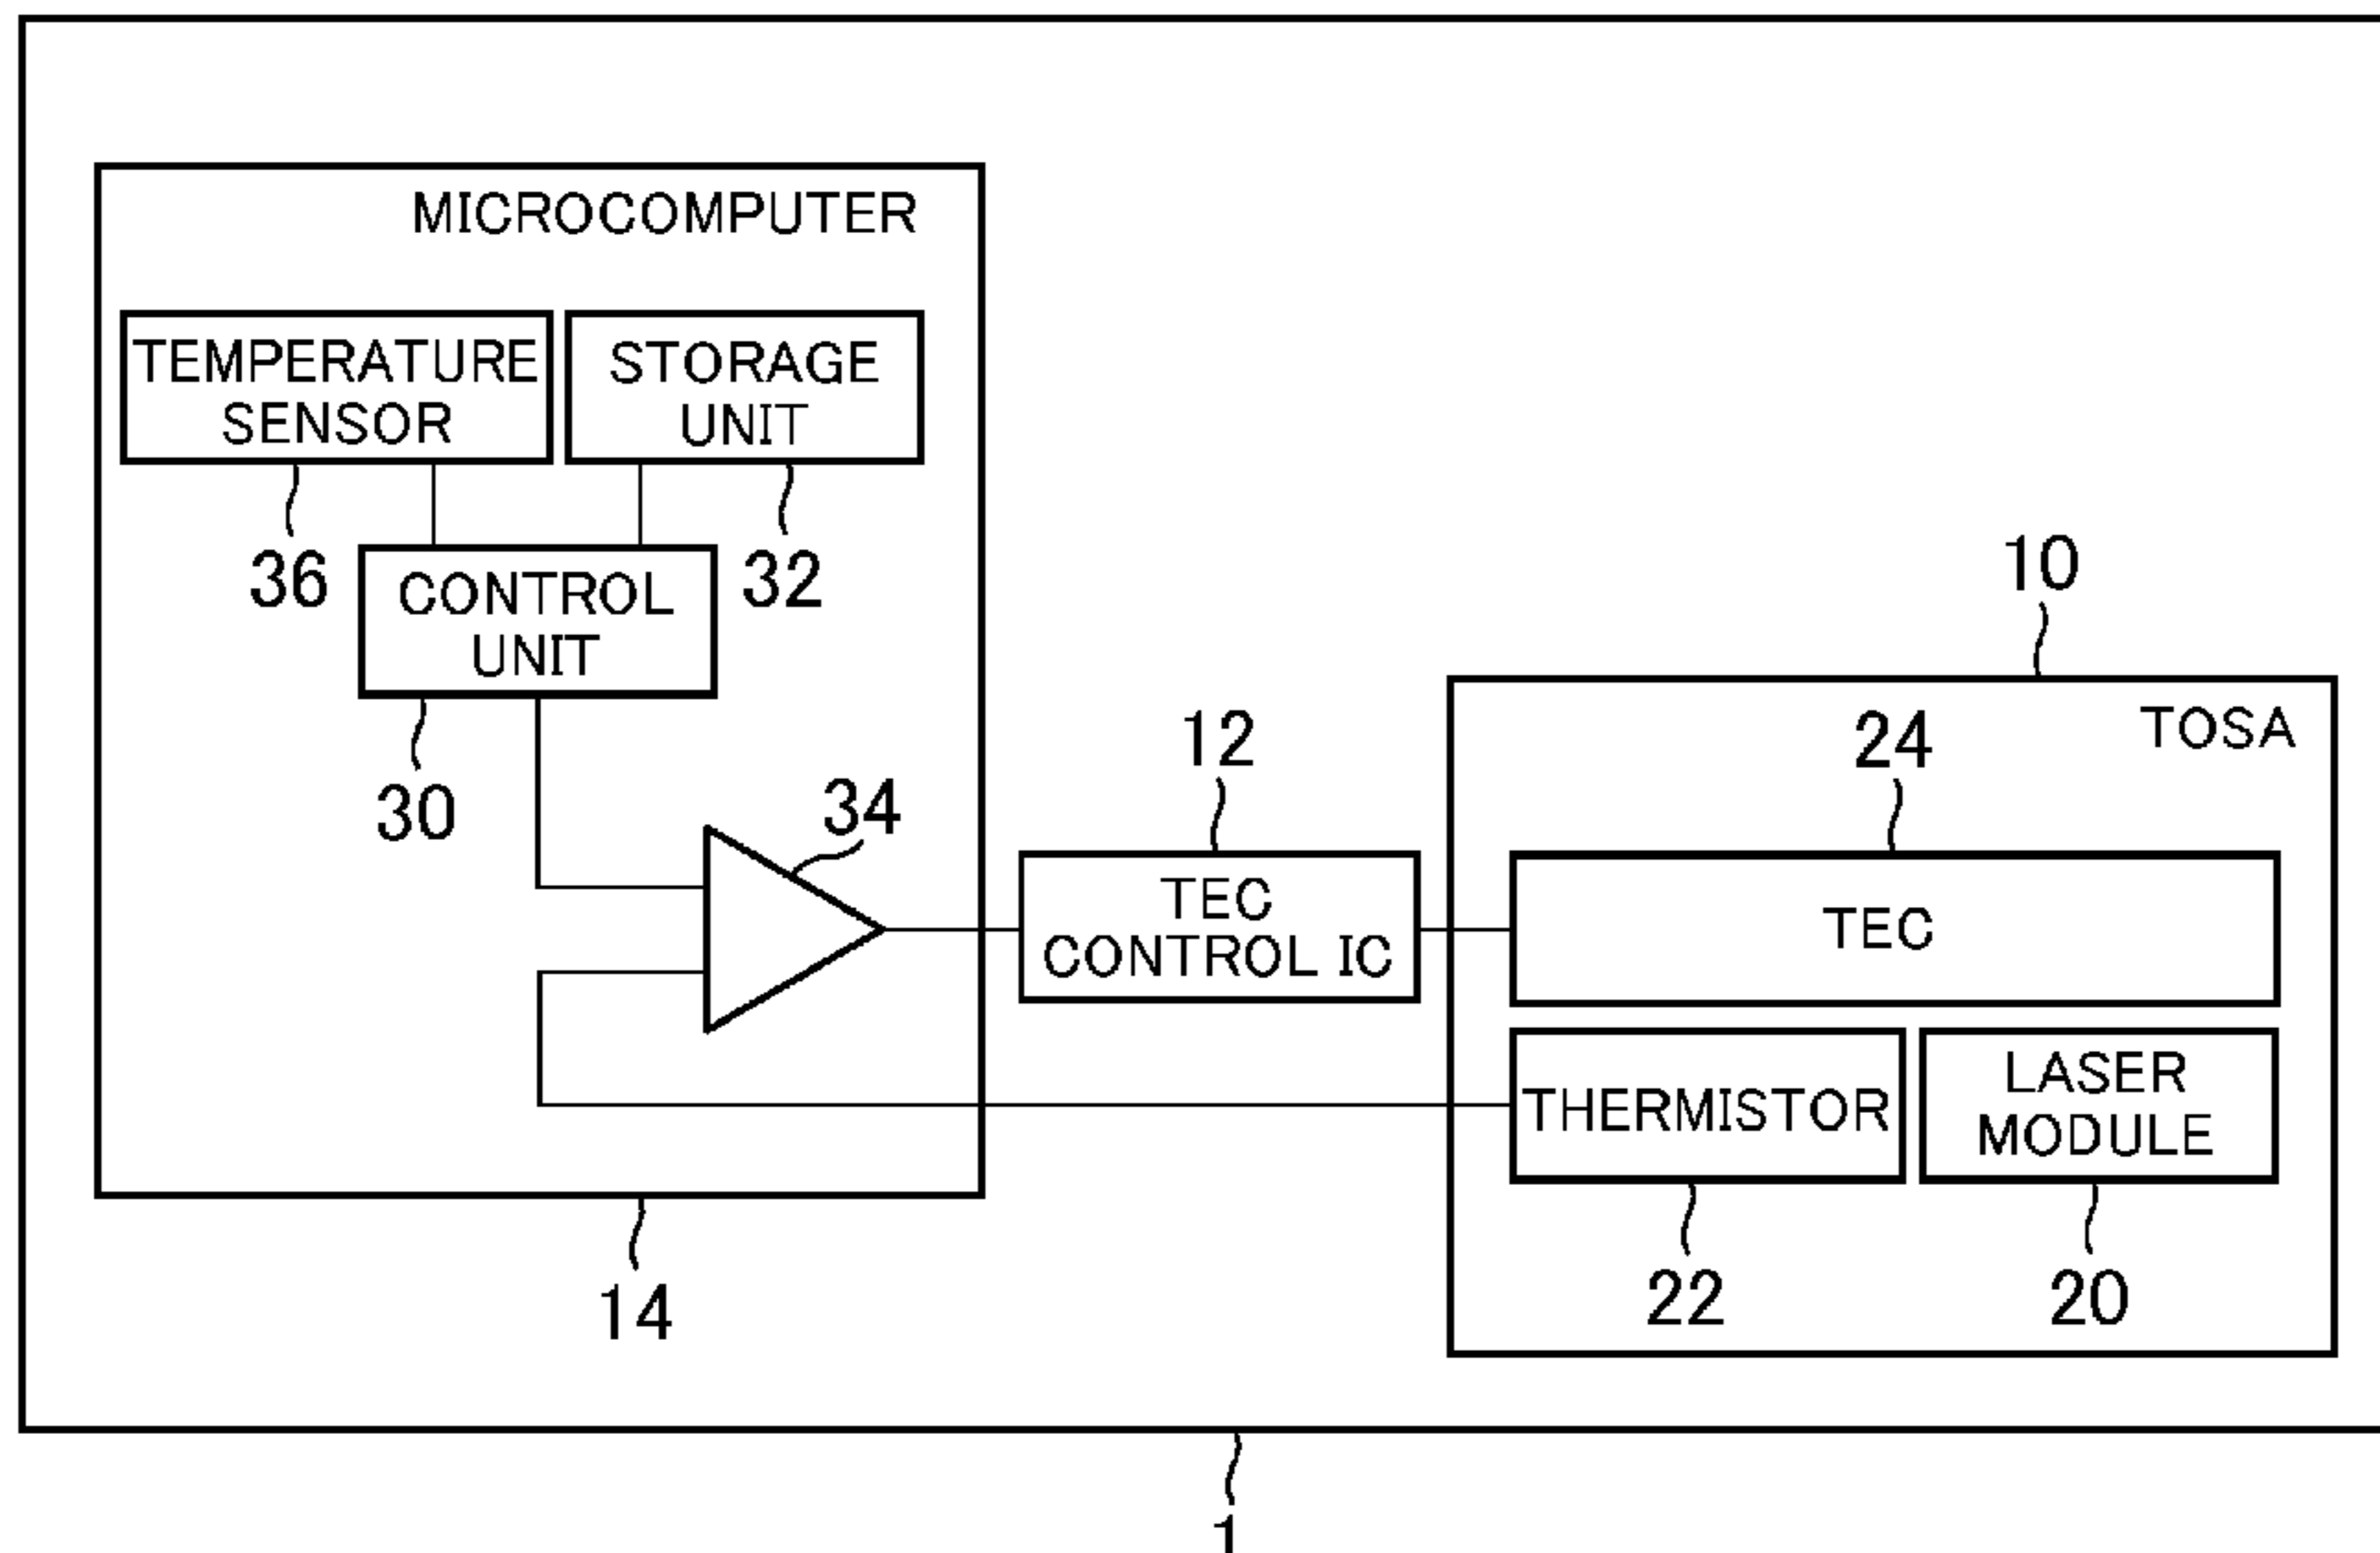 MICROCOMPUTER
TEMPERATURE
SENSOR
STORAGE
UNIT
36
32
CONTROL
UNIT
30
34
12
TEC
CONTROL IC
10
TOSA
24
TEC
THERMISTOR
LASER
MODULE
22
20
14
1